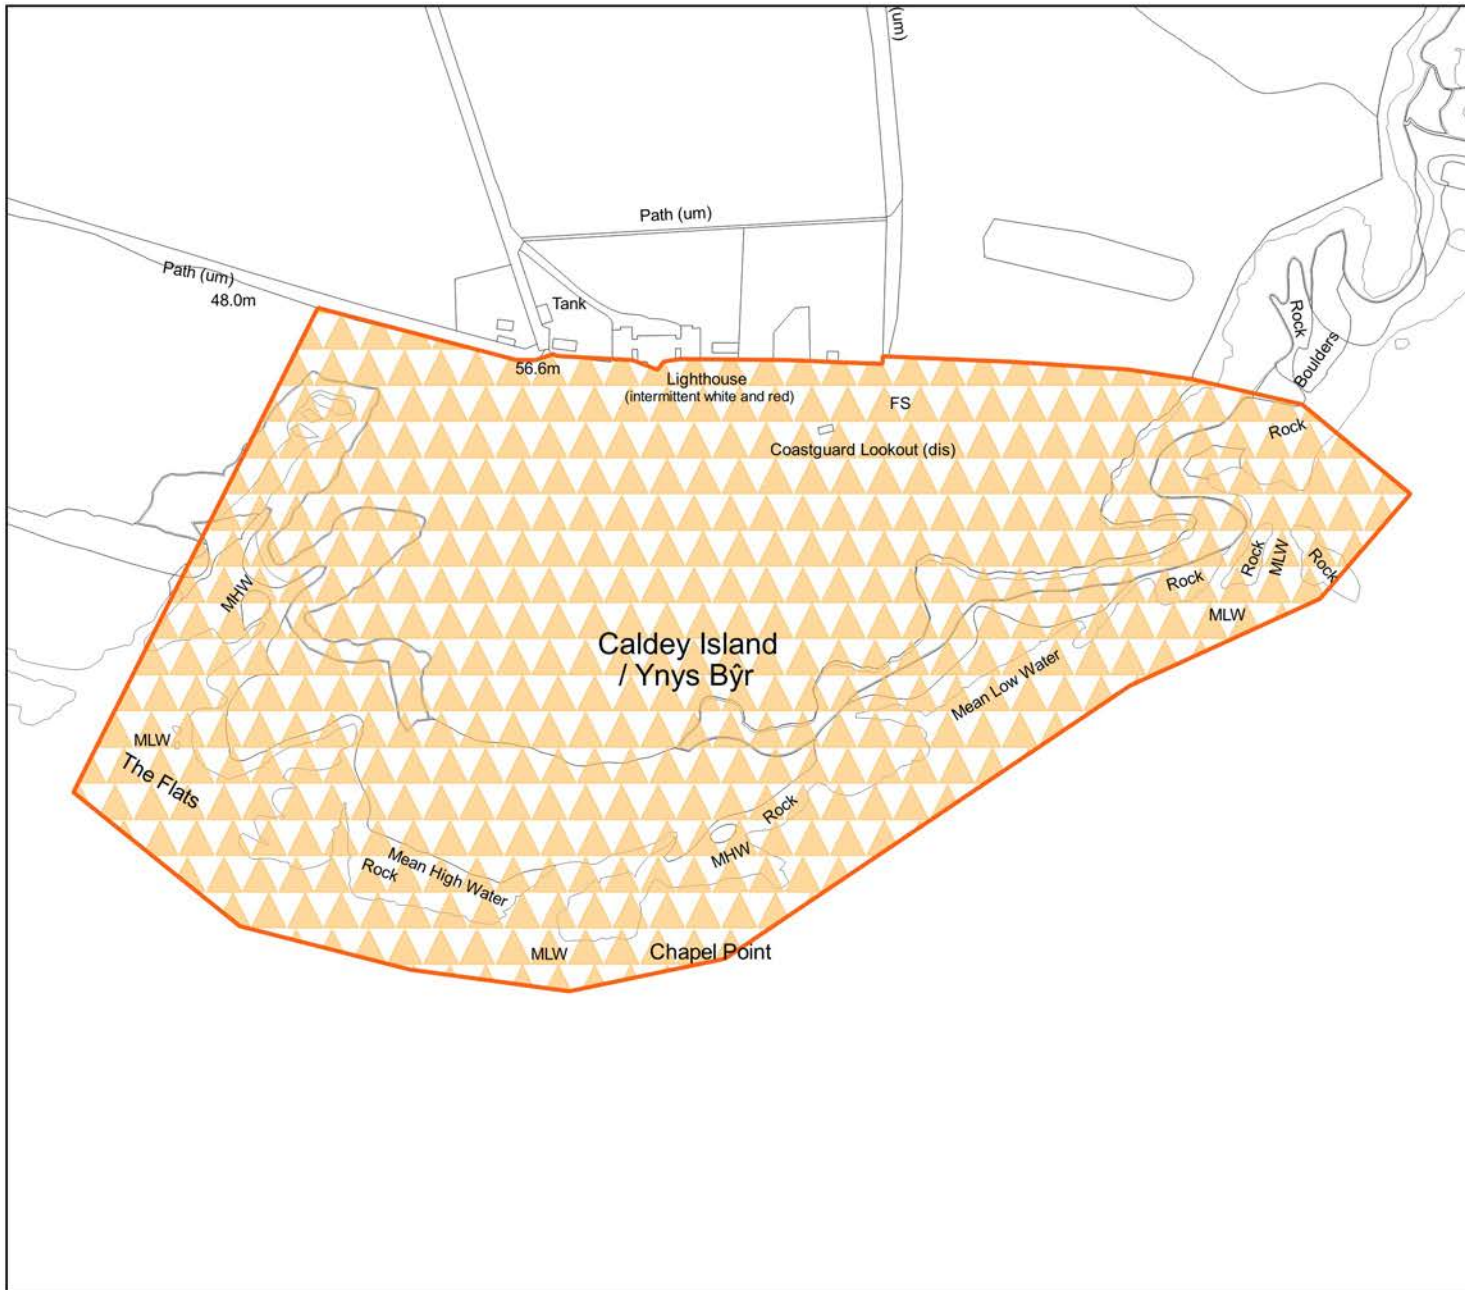 (um)
Path (um)
Path (um)
48.0m
Tank
Rock
Boulders
56.6m
Lighthouse
(intermittent white and red)
FS
Rock
Coastguard Lookout (dis)
MHW
Rock
Rock
MLW
Rock
MLW
Caldey Island
/ Ynys Bŷr
Mean Low Water
MLW
The Flats
Rock
MHW
Mean High Water
Rock
MLW
Chapel Point